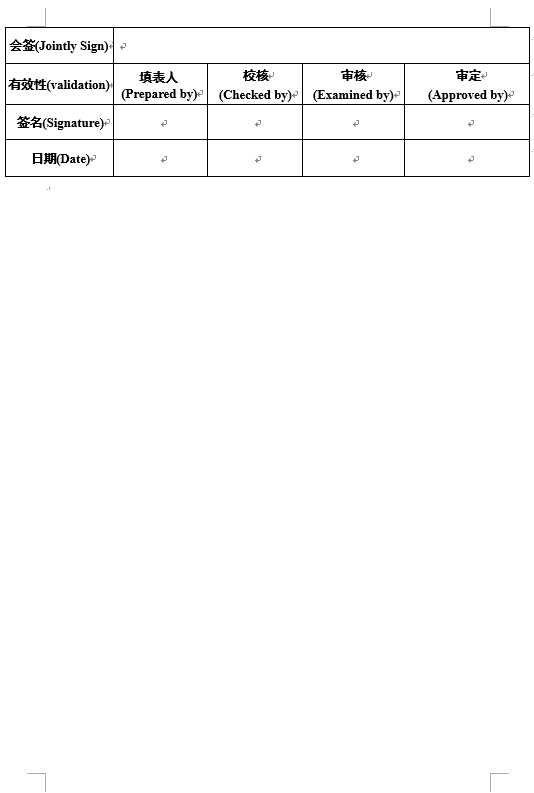 会签(Jointly Sign)
有效性(validation)
填表人
(Prepared by)
校核
(Checked by)
审核
(Examined by)
审定
(Approved by)
签名(Signature)
日期(Date)